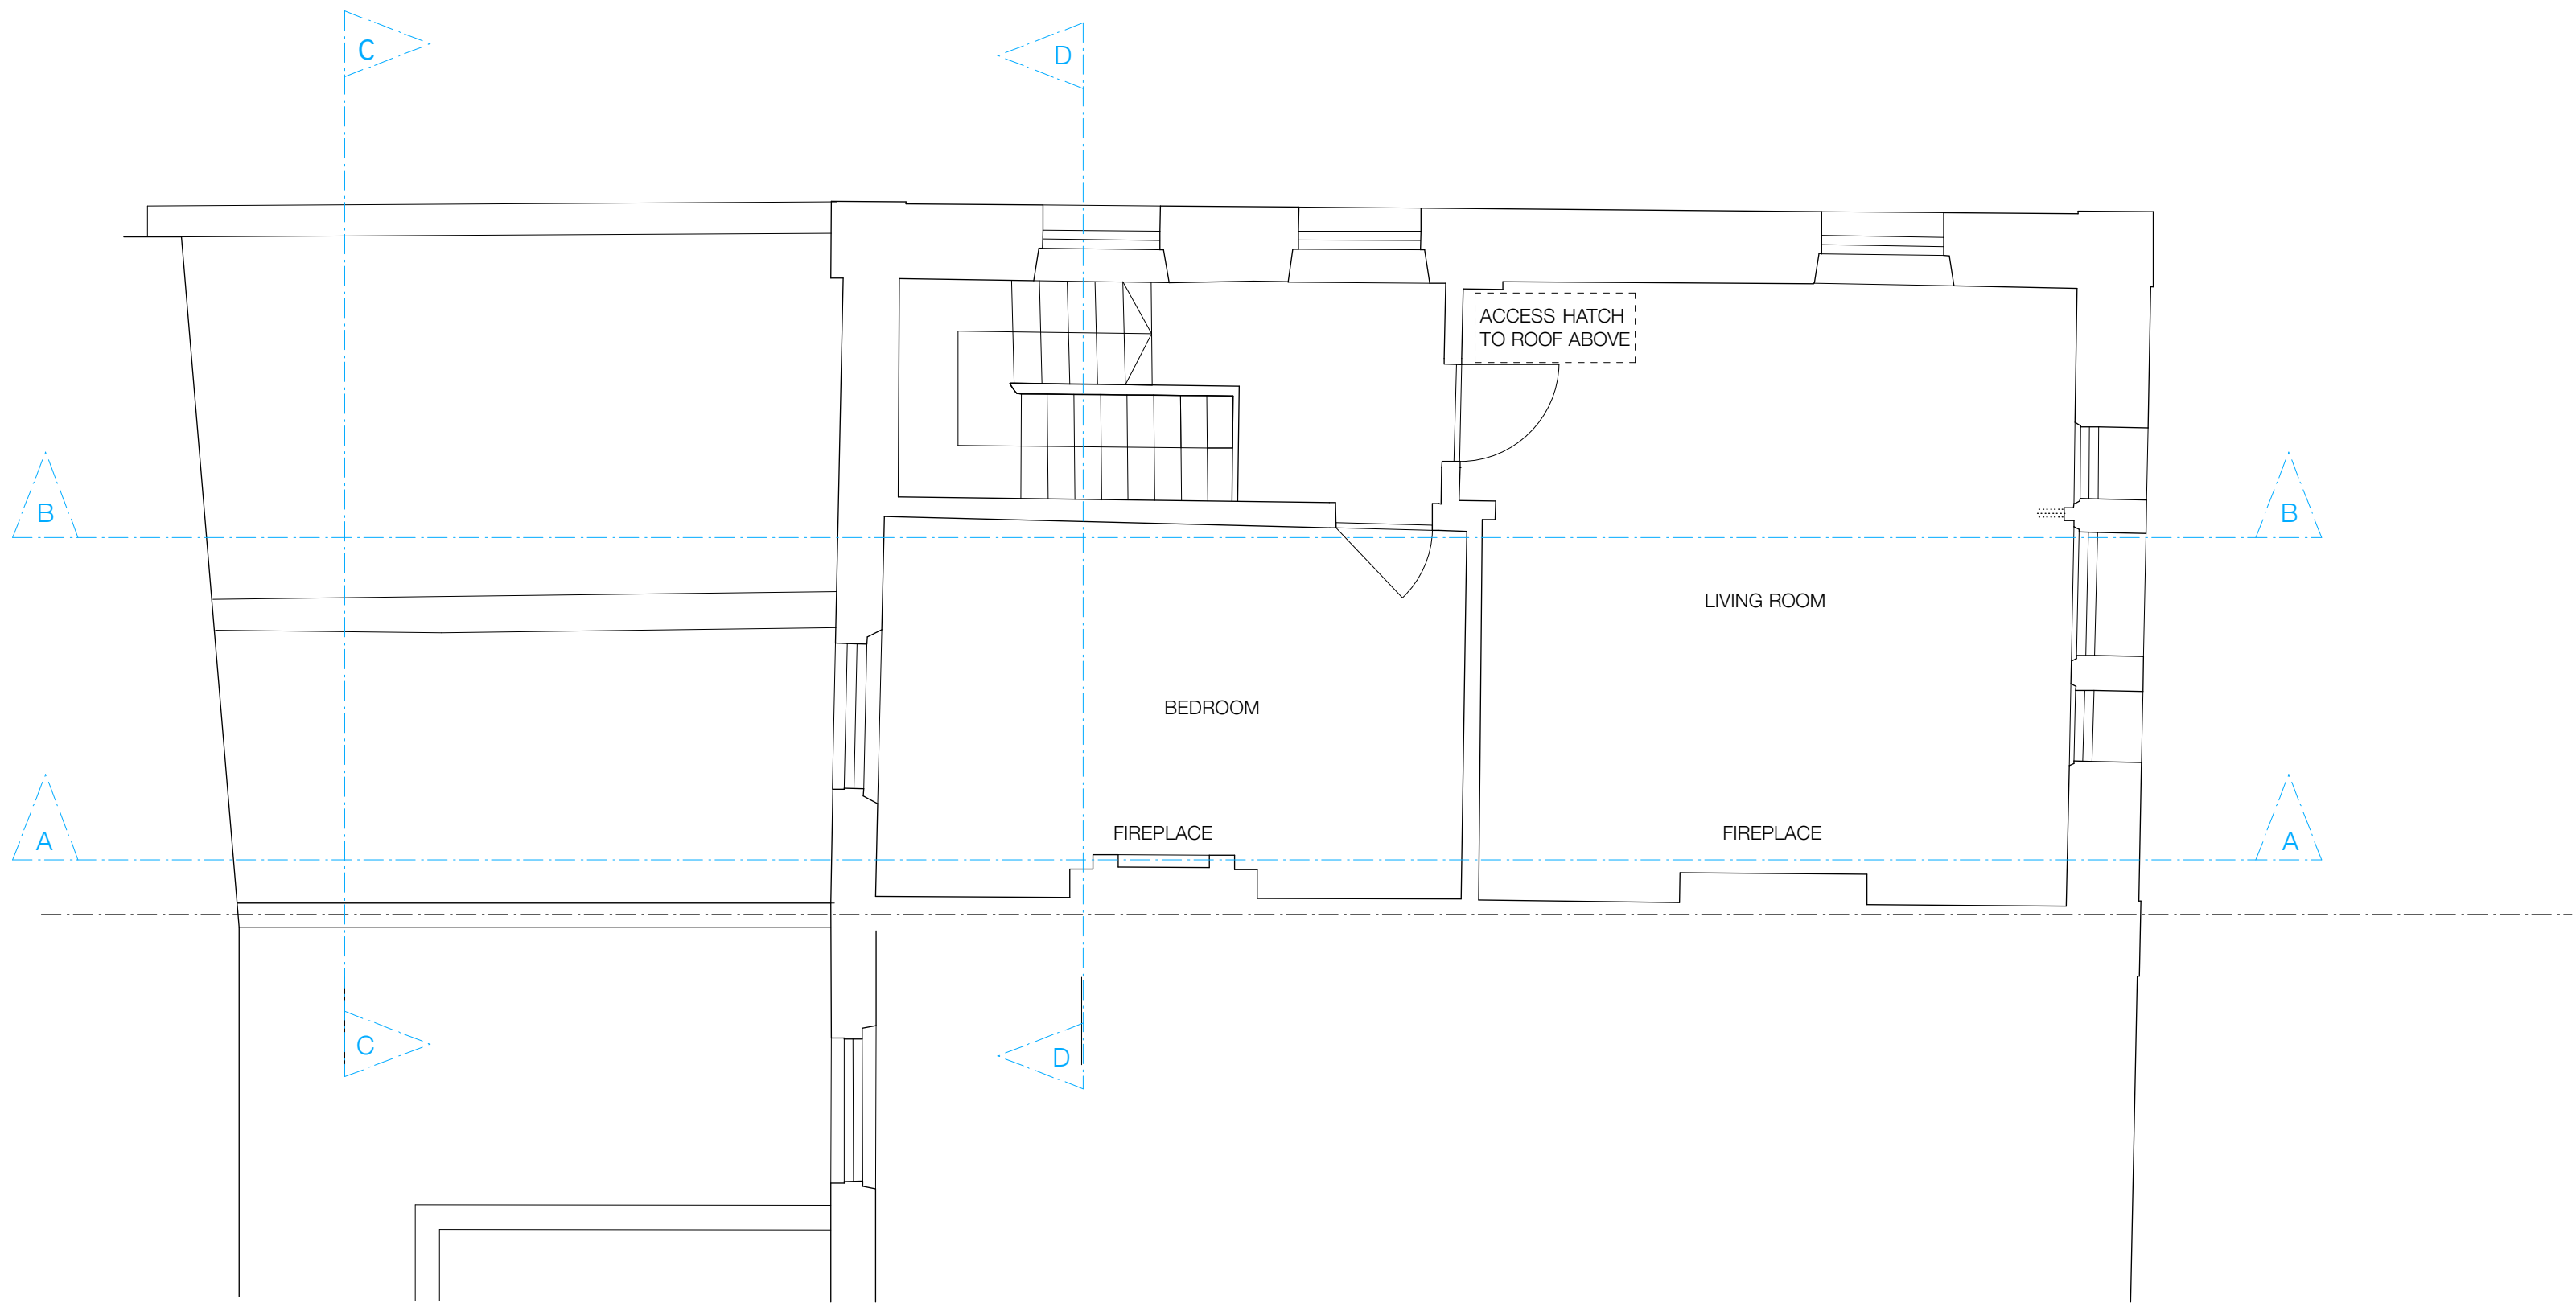 C
D
ACCESS HATCH
TO ROOF ABOVE
B
B
LIVING ROOM
BEDROOM
FIREPLACE
FIREPLACE
A
A
C
D